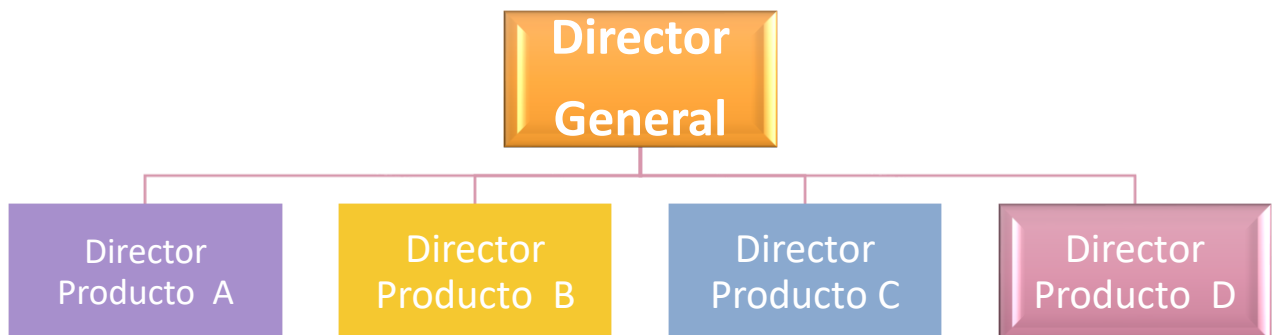 Director
General
Director
Producto A
Director
Producto B
Director
Producto C
Director
Producto D